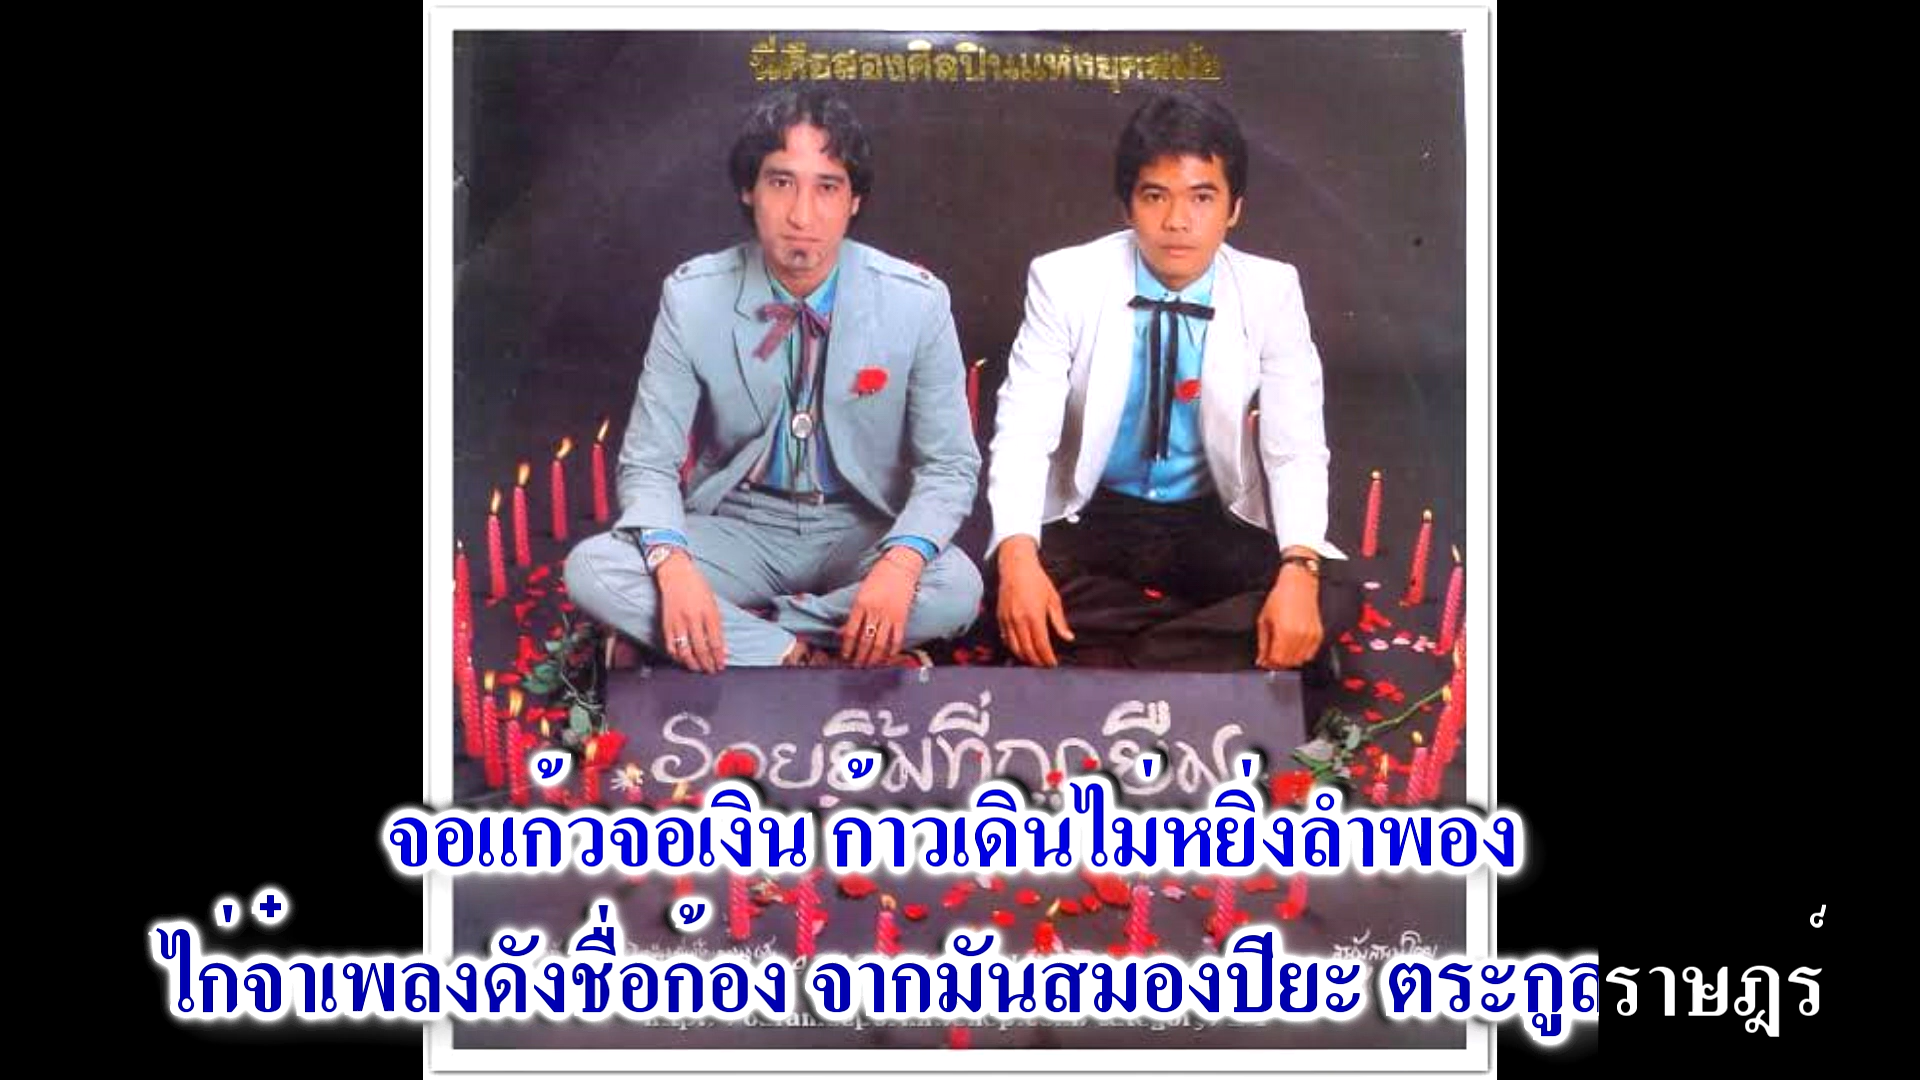 นี่คือสองศิลปินแห่งยุคสมัย
รอยยิ้มที่ถูกยืม
จอแก้วจอเงิน ก้าวเดินไม่หยิ่งลำพอง
ไก่จ๋าเพลงดังชื่อก้อง จากมันสมองปิยะ ตระกูลราษฎร์